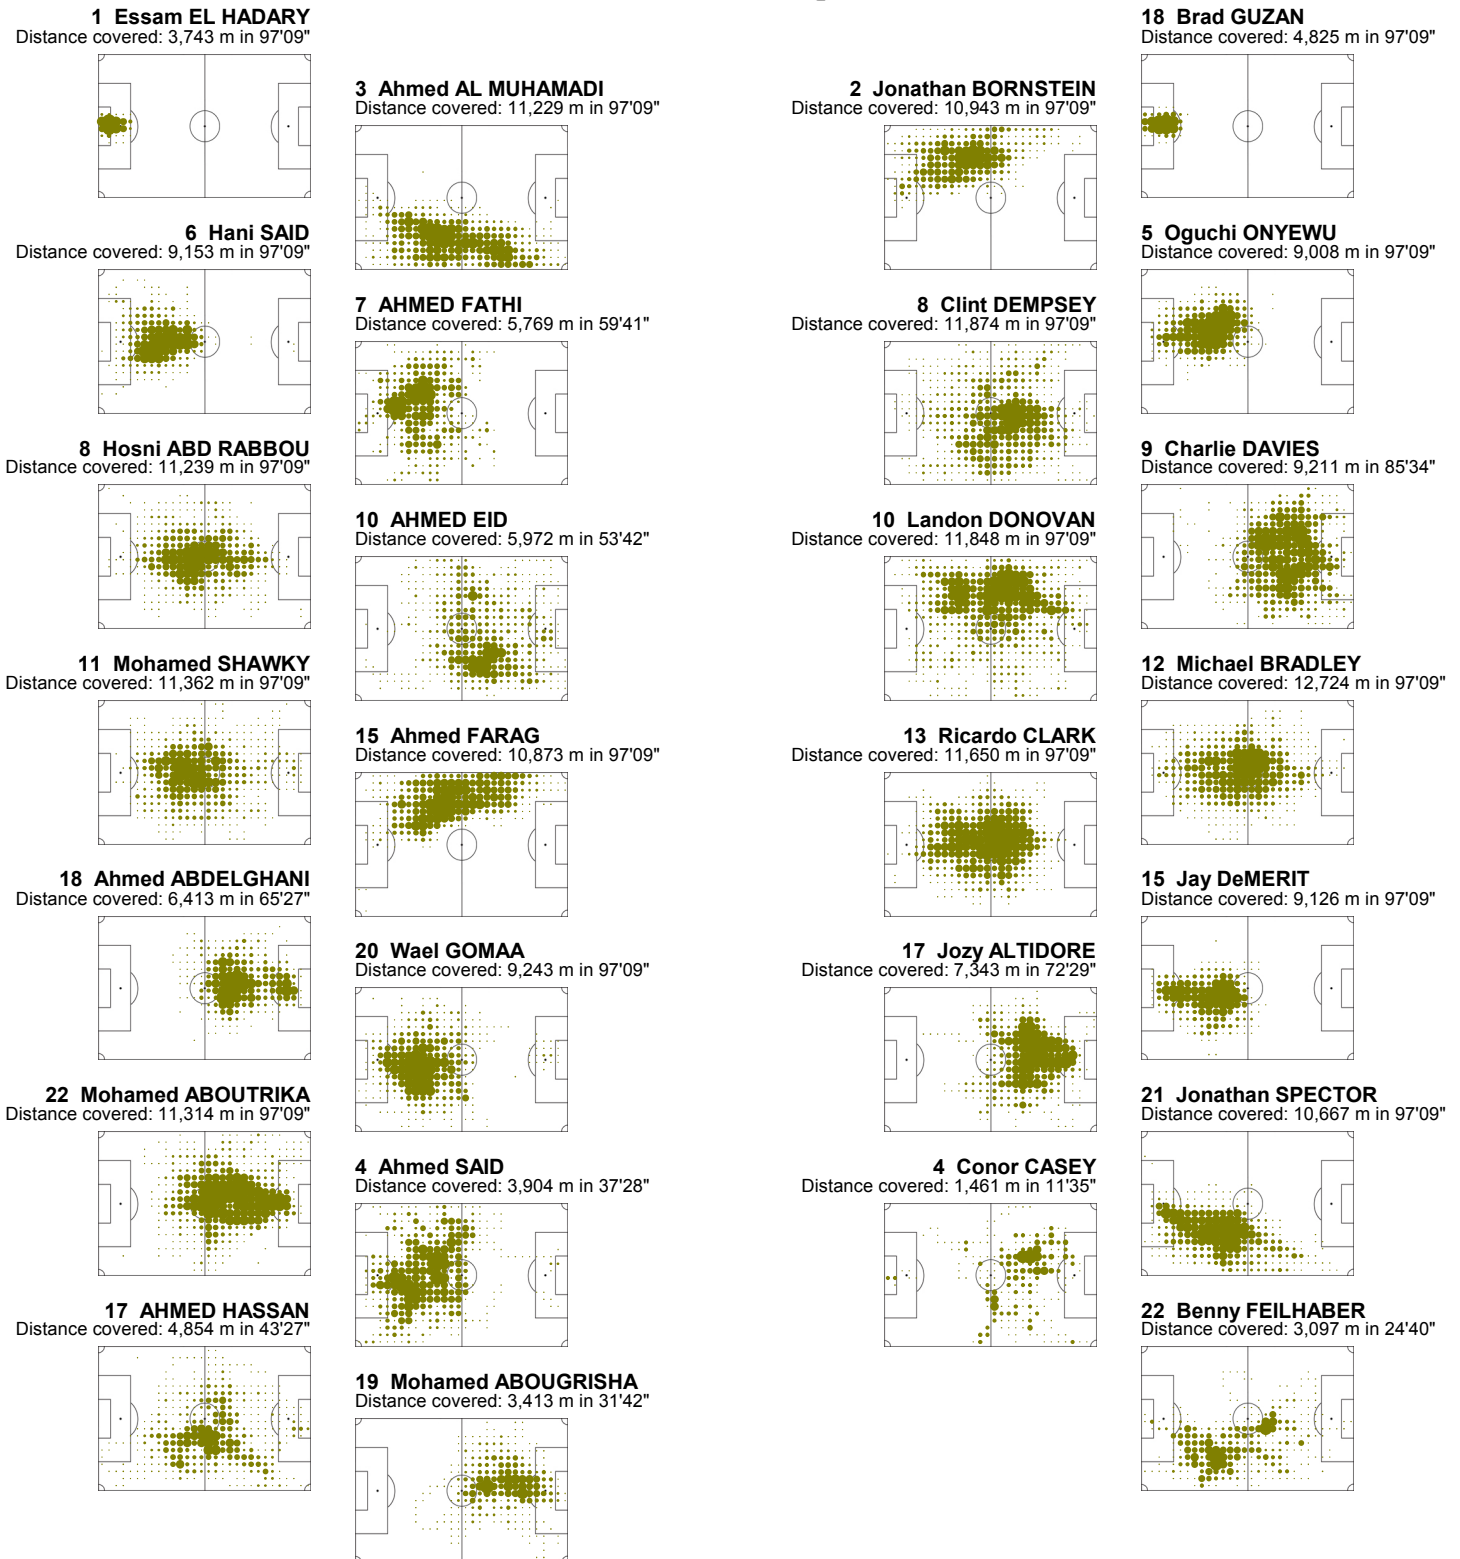 1 Essam EL HADARY
Distance covered: 3,743 m in 97'09"
3 Ahmed AL MUHAMADI
Distance covered: 11,229 m in 97'09"
6 Hani SAID
Distance covered: 9,153 m in 97'09"
7 AHMED FATHI
Distance covered: 5,769 m in 59'41"
8 Hosni ABD RABBOU
Distance covered: 11,239 m in 97'09"
10 AHMED EID
Distance covered: 5,972 m in 53'42"
11 Mohamed SHAWKY
Distance covered: 11,362 m in 97'09"
15 Ahmed FARAG
Distance covered: 10,873 m in 97'09"
18 Ahmed ABDELGHANI
Distance covered: 6,413 m in 65'27"
20 Wael GOMAA
Distance covered: 9,243 m in 97'09"
22 Mohamed ABOUTRIKA
Distance covered: 11,314 m in 97'09"
4 Ahmed SAID
Distance covered: 3,904 m in 37'28"
17 AHMED HASSAN
Distance covered: 4,854 m in 43'27"
19 Mohamed ABOUGRISHA
Distance covered: 3,413 m in 31'42"
18 Brad GUZAN
Distance covered: 4,825 m in 97'09"
2 Jonathan BORNSTEIN
Distance covered: 10,943 m in 97'09"
5 Oguchi ONYEWU
Distance covered: 9,008 m in 97'09"
8 Clint DEMPSEY
Distance covered: 11,874 m in 97'09"
9 Charlie DAVIES
Distance covered: 9,211 m in 85'34"
10 Landon DONOVAN
Distance covered: 11,848 m in 97'09"
12 Michael BRADLEY
Distance covered: 12,724 m in 97'09"
13 Ricardo CLARK
Distance covered: 11,650 m in 97'09"
15 Jay DeMERIT
Distance covered: 9,126 m in 97'09"
17 Jozy ALTIDORE
Distance covered: 7,343 m in 72'29"
21 Jonathan SPECTOR
Distance covered: 10,667 m in 97'09"
4 Conor CASEY
Distance covered: 1,461 m in 11'35"
22 Benny FEILHABER
Distance covered: 3,097 m in 24'40"